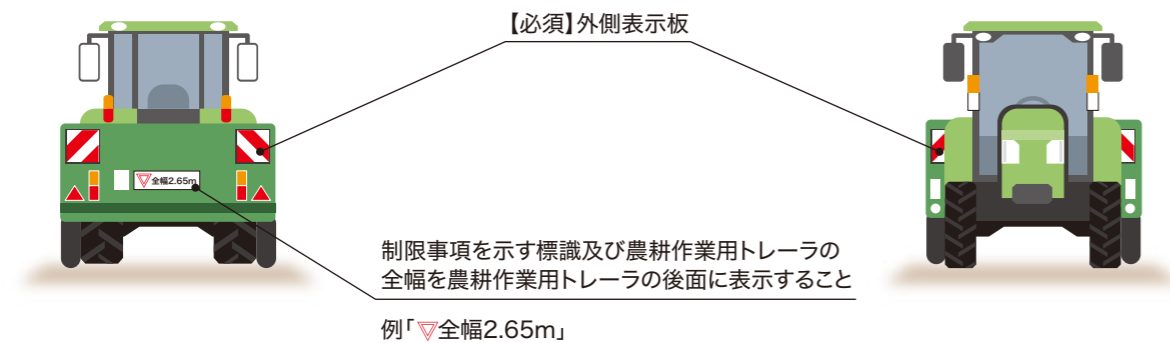 【必須】外側表示板
▽全幅2.65m
制限事項を示す標識及び農耕作業用トレーラの
全幅を農耕作業用トレーラの後面に表示すること
例「▽全幅2.65m」